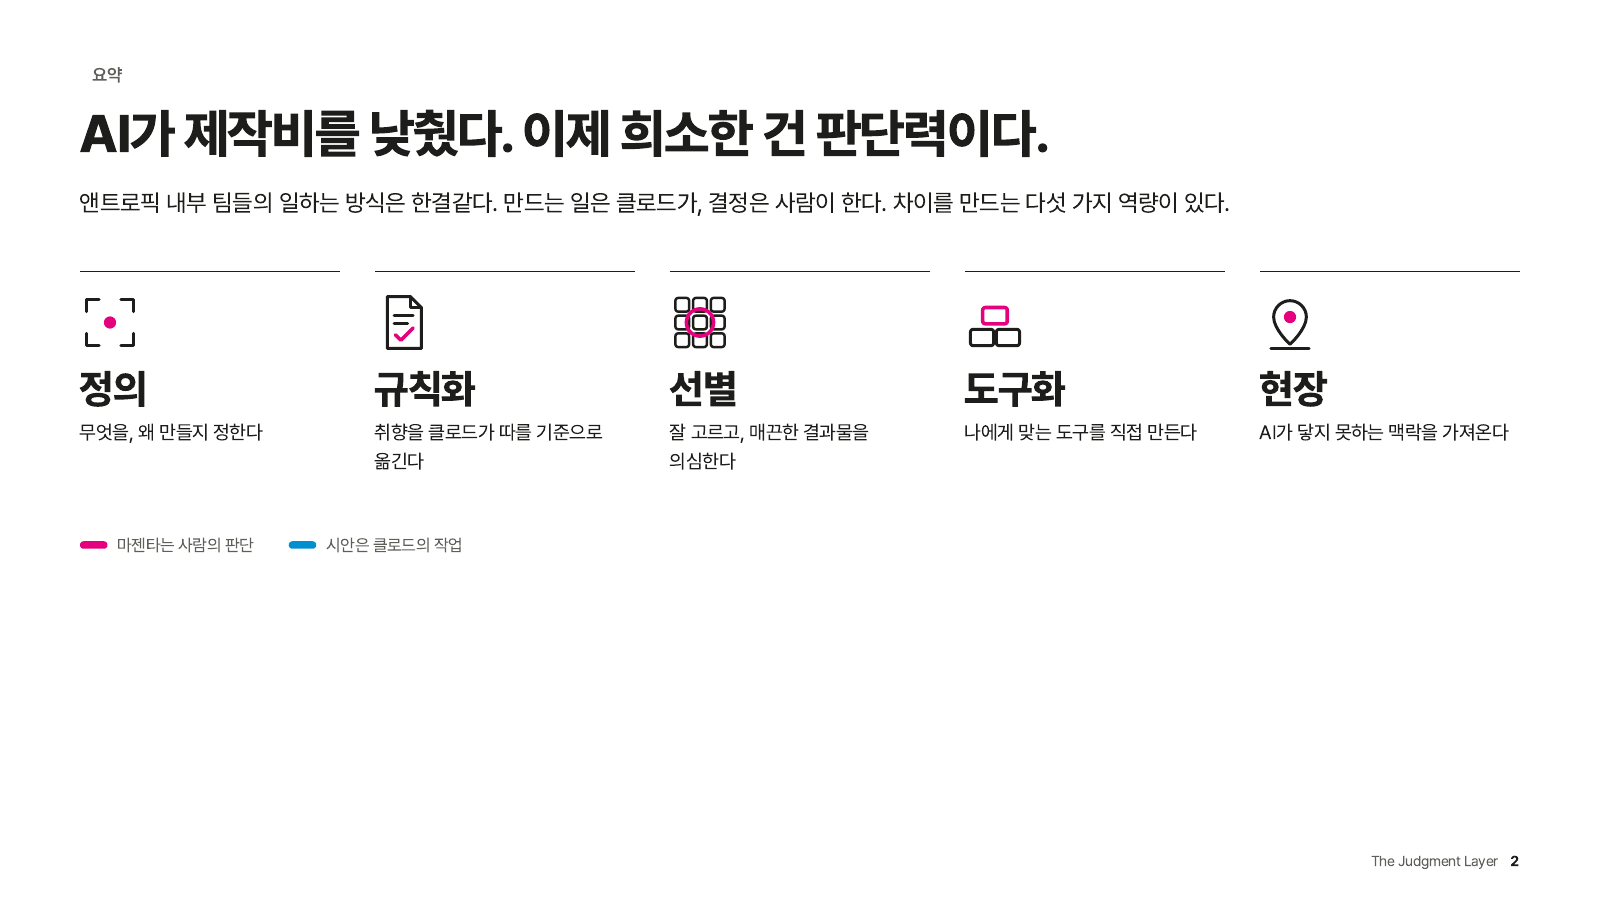 요약
AI가 제작비를 낮췄다. 이제 희소한 건 판단력이다.
앤트로픽 내부 팀들의 일하는 방식은 한결같다. 만드는 일은 클로드가, 결정은 사람이 한다. 차이를 만드는 다섯 가지 역량이 있다.
정의
무엇을, 왜 만들지 정한다
규칙화
취향을 클로드가 따를 기준으로
옮긴다
선별
잘 고르고, 매끈한 결과물을
의심한다
도구화
나에게 맞는 도구를 직접 만든다
현장
AI가 닿지 못하는 맥락을 가져온다
마젠타는 사람의 판단
시안은 클로드의 작업
The Judgment Layer 2